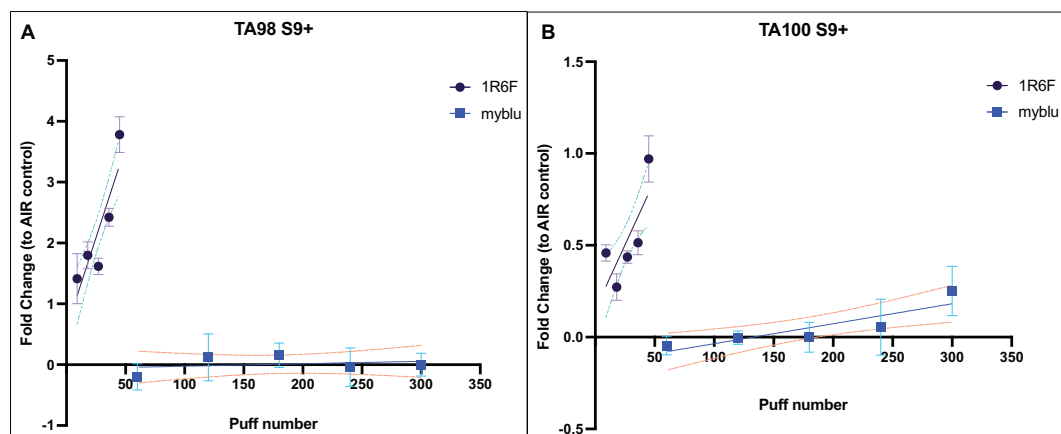 A
TA98 S9+
5
4
3
2
1
0
-1
50
100
150
200
250
300
350
Fold Change (to AIR control)
Puff number
1R6F
myblu
B
TA100 S9+
1.5
1.0
0.5
0.0
-0.5
50
100
150
200
250
300
350
Fold Change (to AIR control)
Puff number
1R6F
myblu